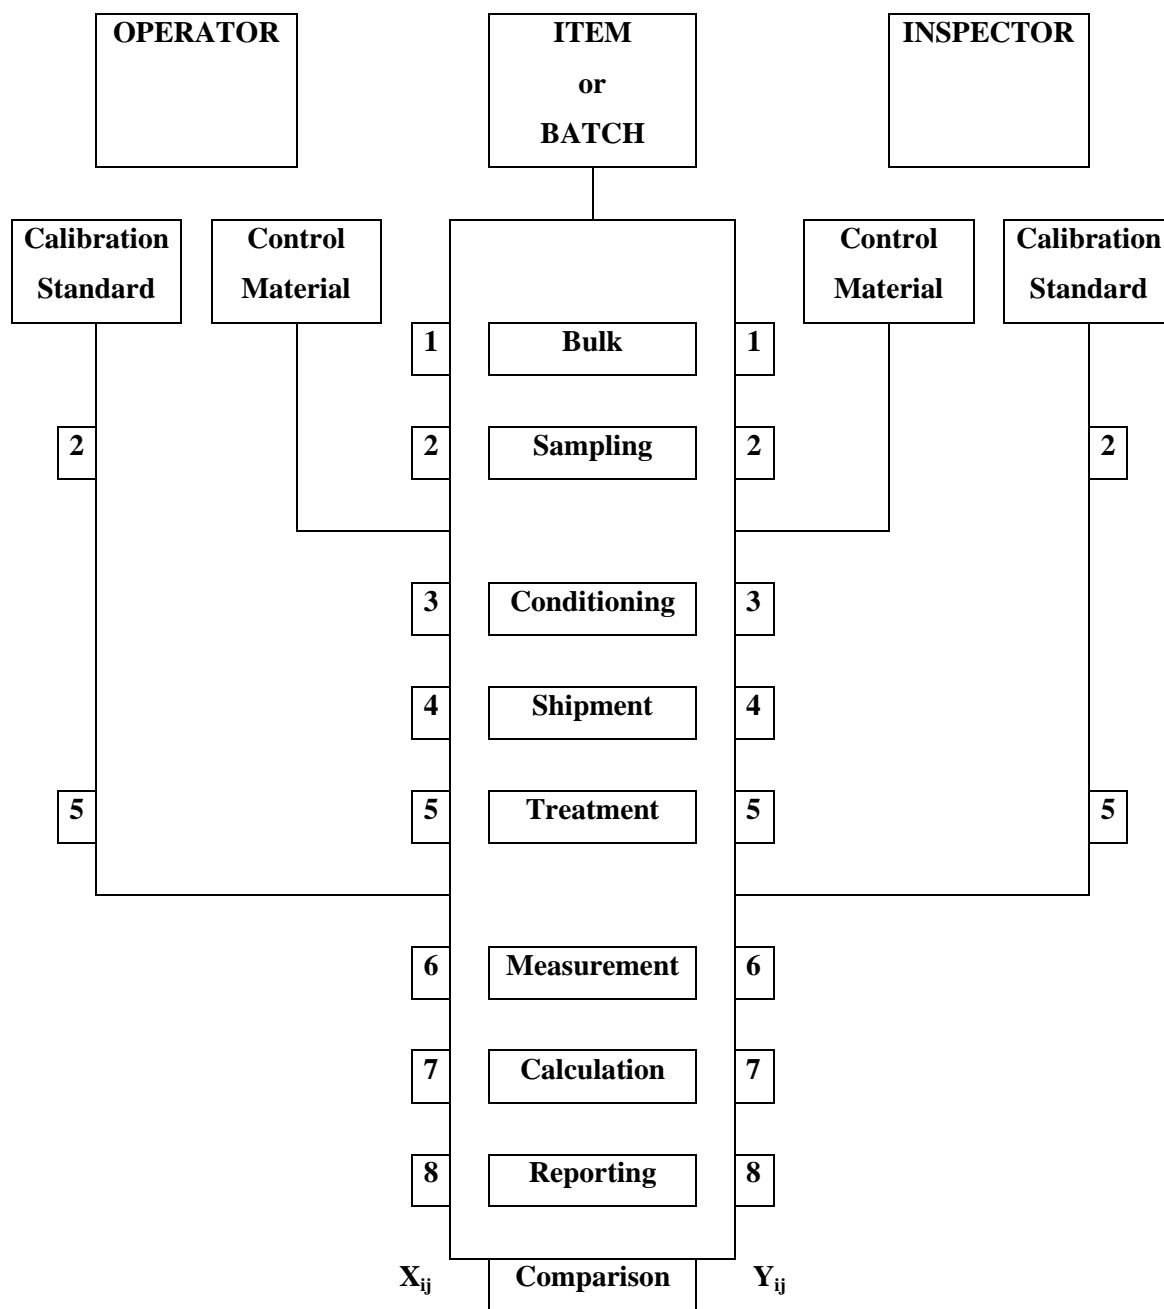 OPERATOR
ITEM
or
BATCH
INSPECTOR
Calibration
Standard
Control
Material
Control
Material
Calibration
Standard
1 Bulk 1
2 2 Sampling 2 2
3 Conditioning 3
4 Shipment 4
5 5 Treatment 5 5
6 Measurement 6
7 Calculation 7
8 Reporting 8
Xij Comparison Yij